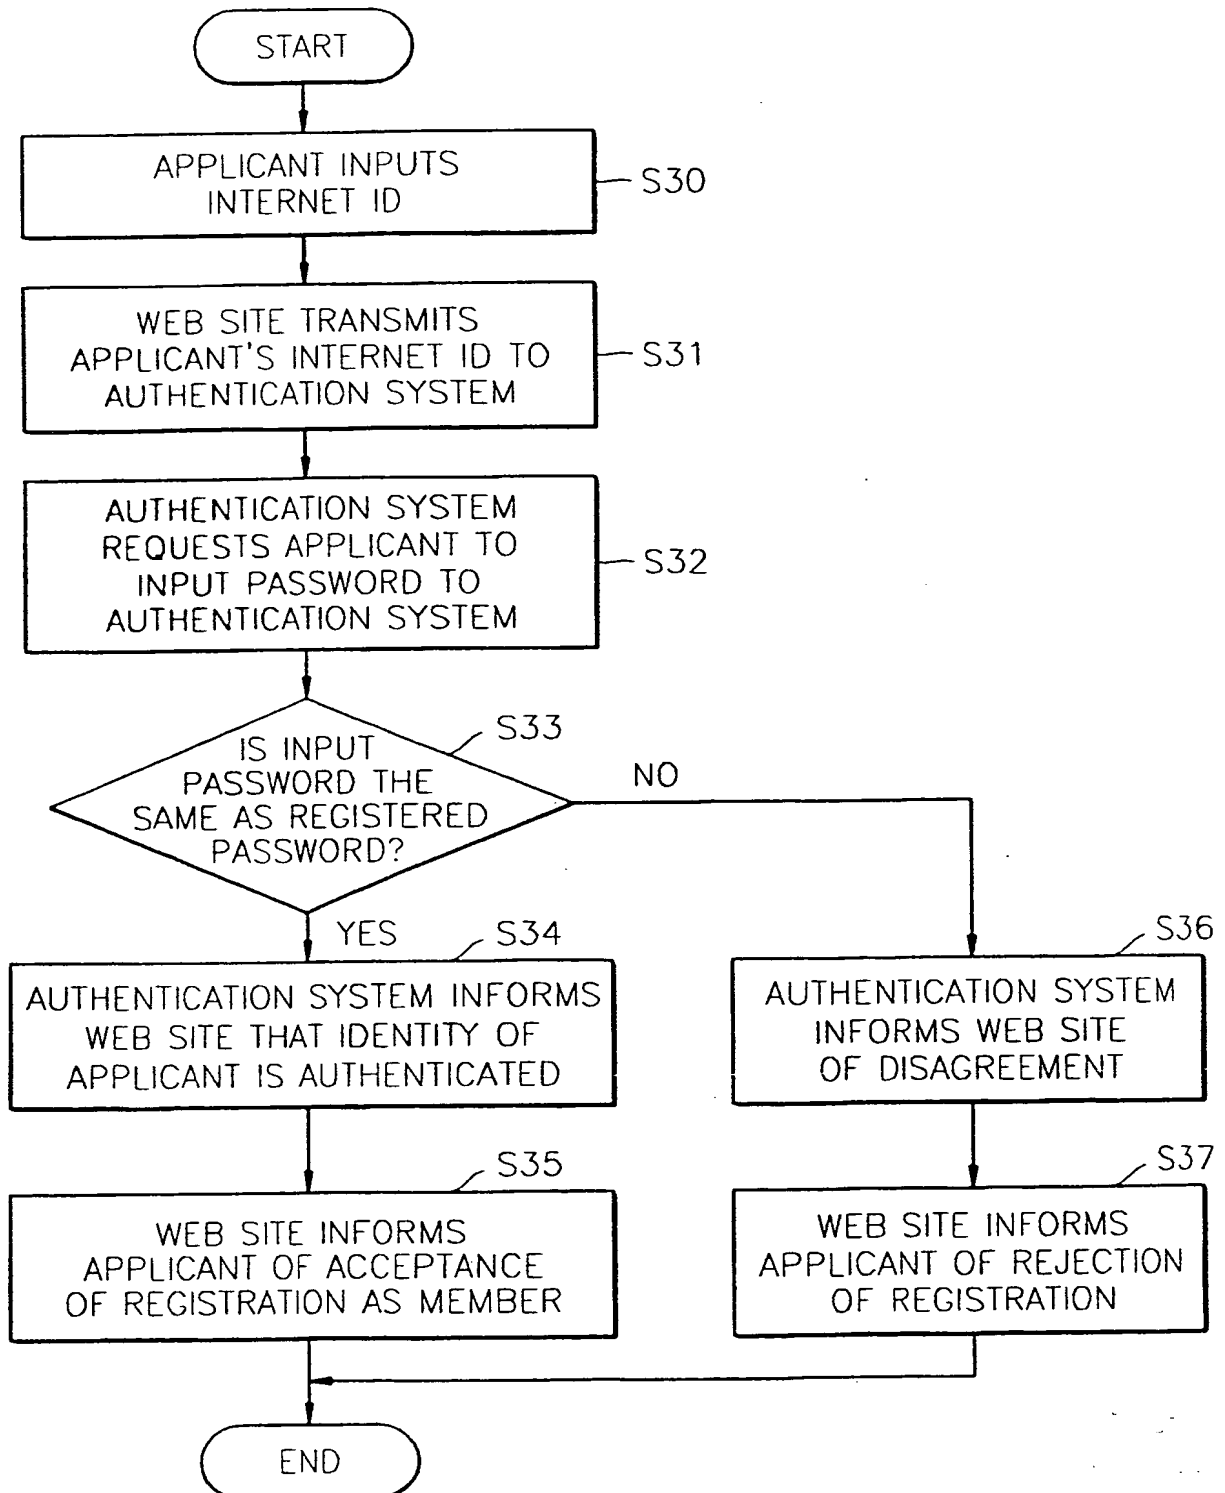 START
APPLICANT INPUTS
INTERNET ID
S30
WEB SITE TRANSMITS
APPLICANT'S INTERNET ID TO
AUTHENTICATION SYSTEM
S31
AUTHENTICATION SYSTEM
REQUESTS APPLICANT TO
INPUT PASSWORD TO
AUTHENTICATION SYSTEM
S32
S33
IS INPUT
PASSWORD THE
SAME AS REGISTERED
PASSWORD?
NO
YES
S34
AUTHENTICATION SYSTEM INFORMS
WEB SITE THAT IDENTITY OF
APPLICANT IS AUTHENTICATED
S36
AUTHENTICATION SYSTEM
INFORMS WEB SITE
OF DISAGREEMENT
S35
WEB SITE INFORMS
APPLICANT OF ACCEPTANCE
OF REGISTRATION AS MEMBER
S37
WEB SITE INFORMS
APPLICANT OF REJECTION
OF REGISTRATION
END